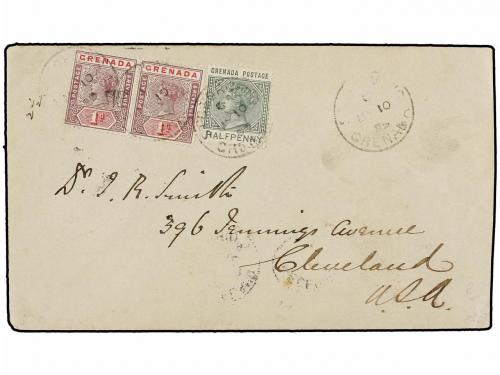 GRENADA
GRENADA
GRENADA POSTAGE
1d
1d
HALFPENNY
GRENADA
Dr. J. R. Smith
396 Jennings Avenue
Cleveland
U.S.A.